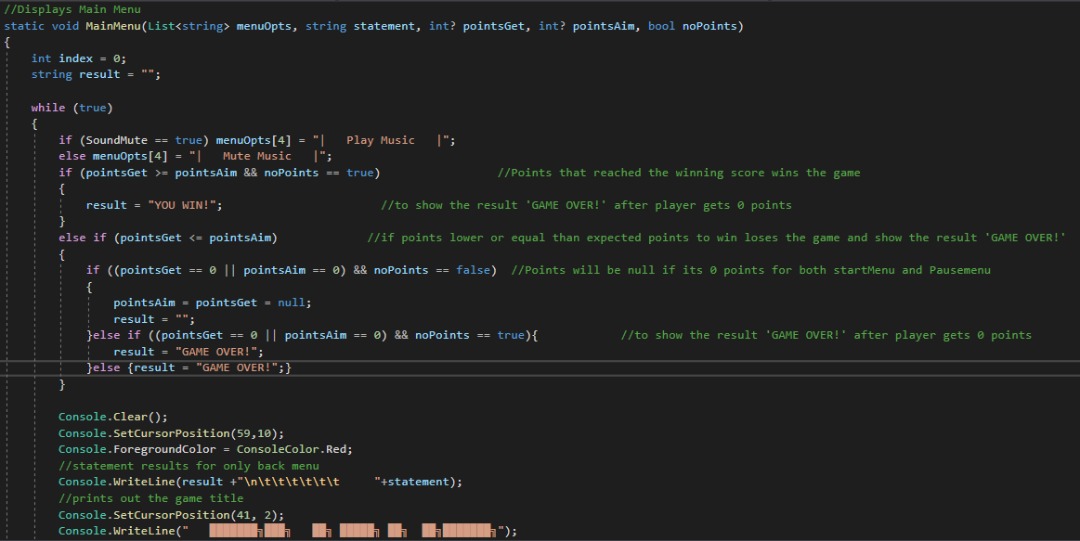 //Displays Main Menu
static void MainMenu(List<string> menuOpts, string statement, int? pointsGet, int? pointsAim, bool noPoints)
{
int index = 0;
string result = "";
while (true)
{
if (SoundMute == true) menuOpts[4] = "|   Play Music   |";
else menuOpts[4] = "|   Mute Music   |";
if (pointsGet >= pointsAim && noPoints == true) //Points that reached the winning score wins the game
{
result = "YOU WIN!"; //to show the result 'GAME OVER!' after player gets 0 points
}
else if (pointsGet <= pointsAim) //if points lower or equal than expected points to win loses the game and show the result 'GAME OVER!'
{
if ((pointsGet == 0 || pointsAim == 0) && noPoints == false) //Points will be null if its 0 points for both startMenu and Pausemenu
{
pointsAim = pointsGet = null;
result = "";
}else if ((pointsGet == 0 || pointsAim == 0) && noPoints == true){ //to show the result 'GAME OVER!' after player gets 0 points
result = "GAME OVER!";
}else {result = "GAME OVER!";}
}
Console.Clear();
Console.SetCursorPosition(59,10);
Console.ForegroundColor = ConsoleColor.Red;
//statement results for only back menu
Console.WriteLine(result +"\n\t\t\t\t\t\t     "+statement);
//prints out the game title
Console.SetCursorPosition(41, 2);
Console.WriteLine("   ███████╗███╗   ██╗ █████╗ ██╗  ██╗███████╗");